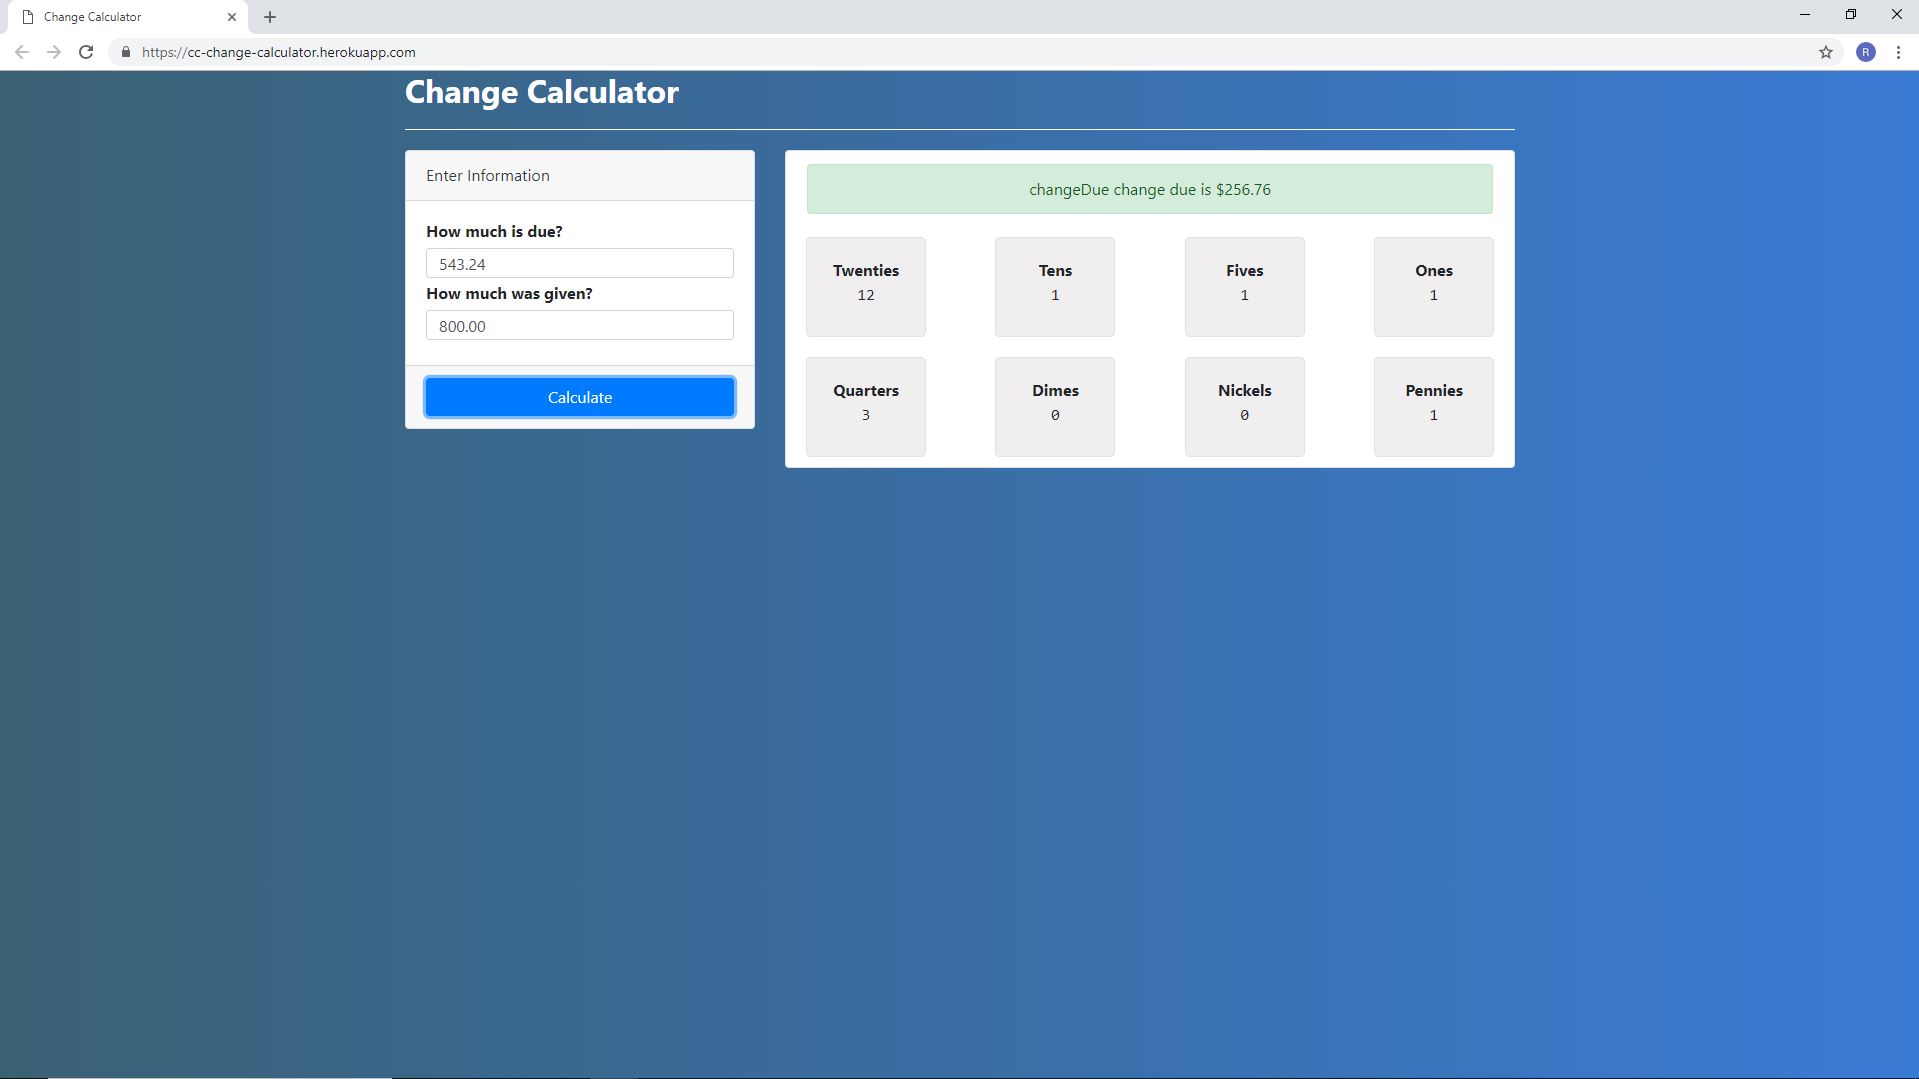 Change Calculator
https://cc-change-calculator.herokuapp.com
R
Change Calculator
Enter Information
How much is due?
543.24
How much was given?
800.00
Calculate
changeDue change due is $256.76
Twenties
12
Tens
1
Fives
1
Ones
1
Quarters
3
Dimes
0
Nickels
0
Pennies
1